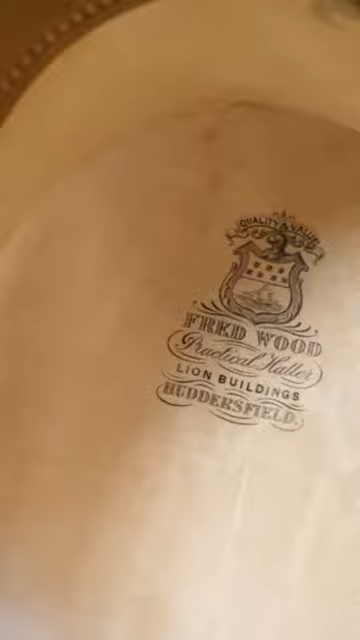 QUALITY & VALUE
FRED WOOD
Practical Hatter
LION BUILDINGS
HUDDERSFIELD.